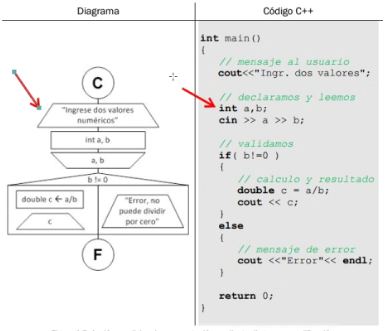 Diagrama
Código C++
C
"Ingrese dos valores
numéricos"
int a, b
a, b
b != 0
double c ← a/b
c
"Error, no
puede dividir
por cero"
F
int main()
{
// mensaje al usuario
cout<<"Ingr. dos valores";
// declaramos y leemos
int a,b;
cin >> a >> b;
// validamos
if( b!=0 )
{
// calculo y resultado
double c = a/b;
cout << c;
}
else
{
// mensaje de error
cout <<"Error"<< endl;
}
return 0;
}